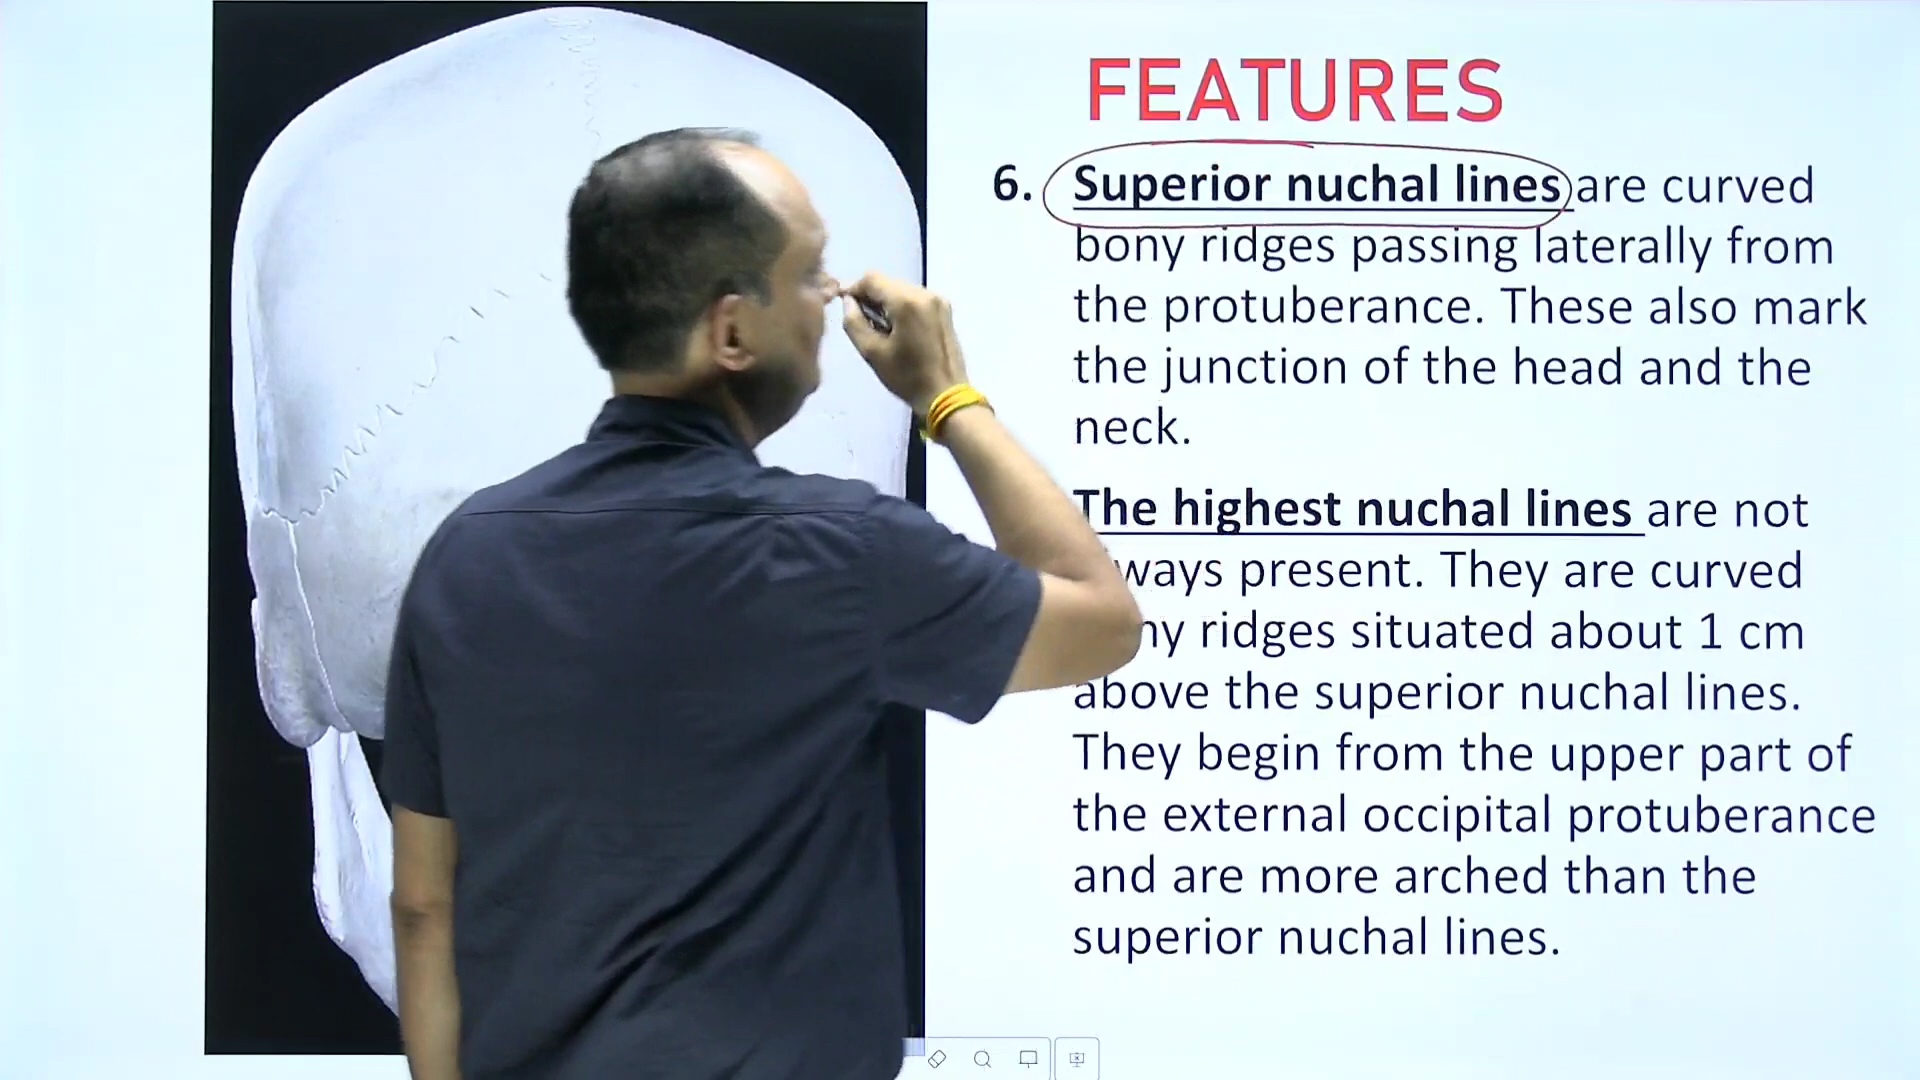 FEATURES
6. Superior nuchal lines are curved
bony ridges passing laterally from
the protuberance. These also mark
the junction of the head and the
neck.
The highest nuchal lines are not
ways present. They are curved
ny ridges situated about 1 cm
above the superior nuchal lines.
They begin from the upper part of
the external occipital protuberance
and are more arched than the
superior nuchal lines.